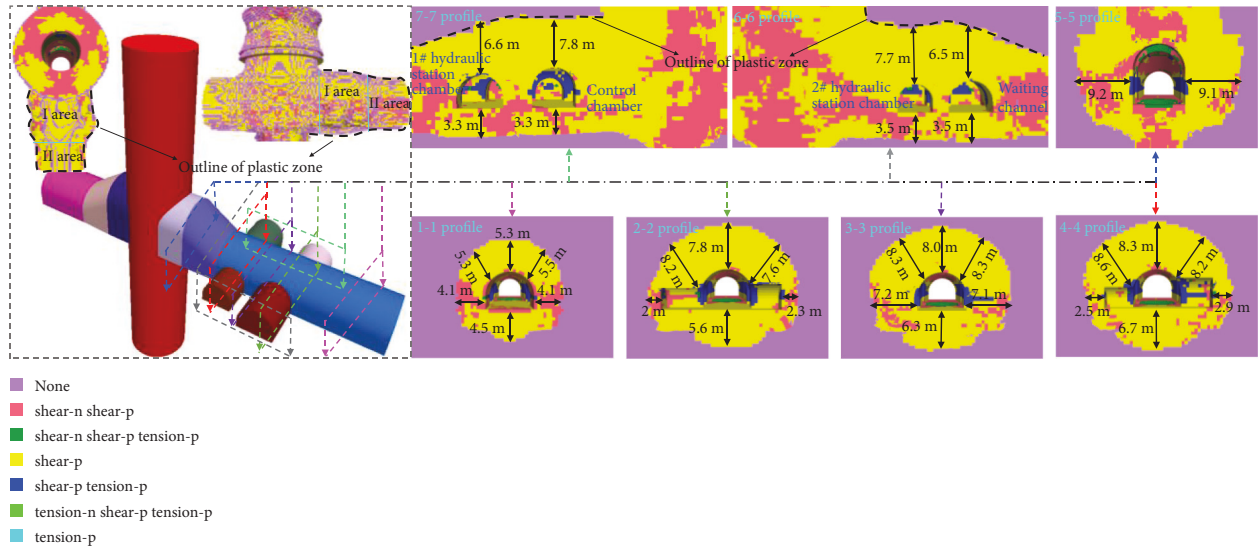 I area
II area
I area
II area
Outline of plastic zone
7-7 profile
6.6 m
7.8 m
1# hydraulic
station
chamber
Control
chamber
3.3 m
3.3 m
Outline of plastic zone
6-6 profile
7.7 m
6.5 m
2# hydraulic
station chamber
Waiting
channel
3.5 m
3.5 m
5-5 profile
9.2 m
9.1 m
1-1 profile
5.3 m
5.3 m
5.5 m
4.1 m
4.1 m
4.5 m
2-2 profile
7.8 m
8.2 m
7.6 m
2 m
2.3 m
5.6 m
3-3 profile
8.0 m
8.3 m
8.3 m
7.2 m
7.1 m
6.3 m
4-4 profile
8.3 m
8.6 m
8.2 m
2.5 m
2.9 m
6.7 m
None
shear-n shear-p
shear-n shear-p tension-p
shear-p
shear-p tension-p
tension-n shear-p tension-p
tension-p